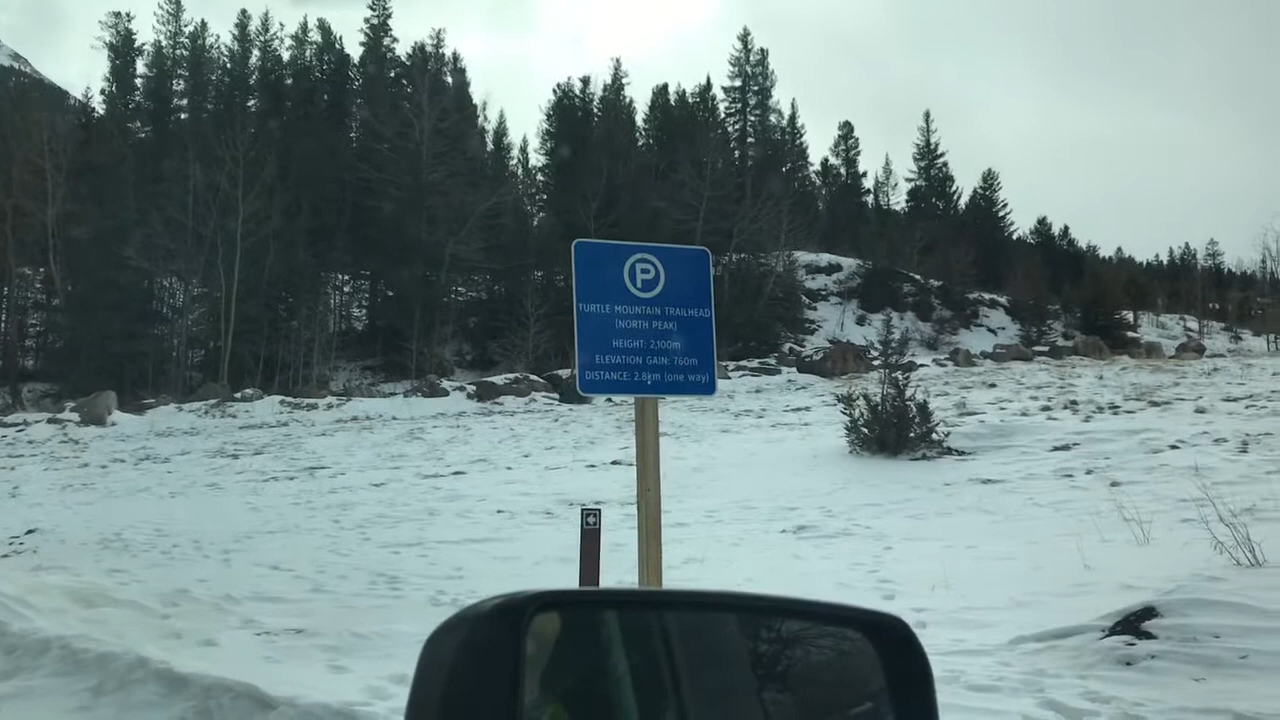 P
TURTLE MOUNTAIN TRAILHEAD
(NORTH PEAK)
HEIGHT: 2,100m
ELEVATION GAIN: 760m
DISTANCE: 2.8km (one way)